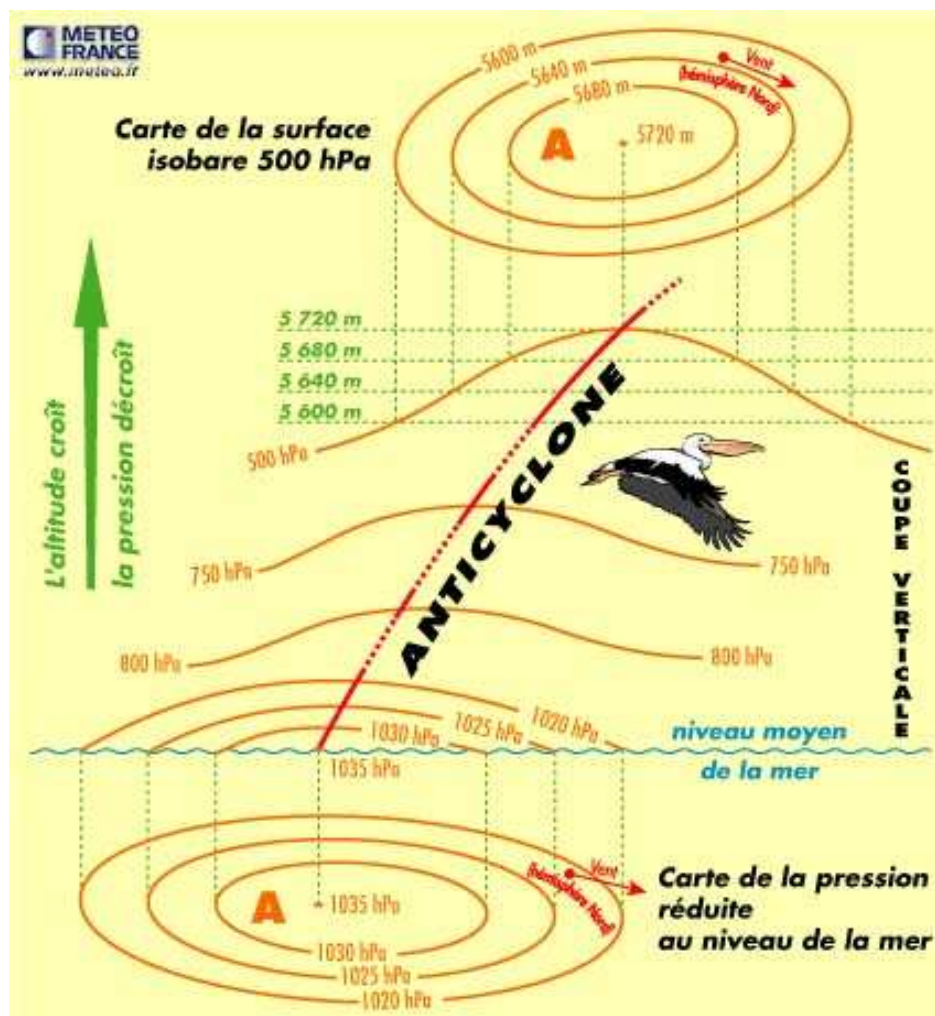 METEO
FRANCE
www.meteo.fr
Carte de la surface
isobare 500 hPa
5600 m
5640 m
5680 m
A
5720 m
Vent
(hémisphère Nord)
5 720 m
5 680 m
5 640 m
5 600 m
L'altitude croît
la pression décroît
500 hPa
ANTICYCLONE
COUPE VERTICALE
750 hPa
750 hPa
800 hPa
800 hPa
1020 hPa
1025 hPa
1030 hPa
1035 hPa
niveau moyen
de la mer
A
1035 hPa
1030 hPa
1025 hPa
1020 hPa
Vent
(hémisphère Nord)
Carte de la pression
réduite
au niveau de la mer